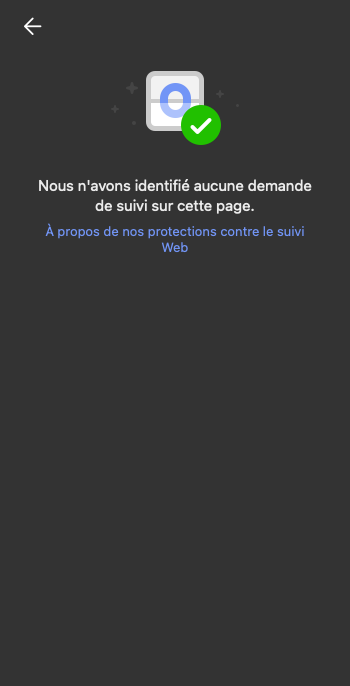 Nous n'avons identifié aucune demande
de suivi sur cette page.
À propos de nos protections contre le suivi
Web